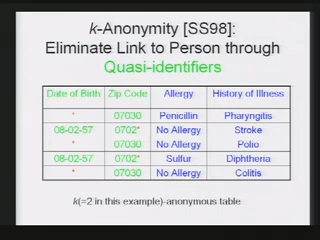 k-Anonymity [SS98]:
Eliminate Link to Person through
Quasi-identifiers
Date of Birth Zip Code Allergy History of Illness
* 07030 Penicillin Pharyngitis
08-02-57 0702* No Allergy Stroke
* 07030 No Allergy Polio
08-02-57 0702* Sulfur Diphtheria
* 07030 No Allergy Colitis
k(=2 in this example)-anonymous table